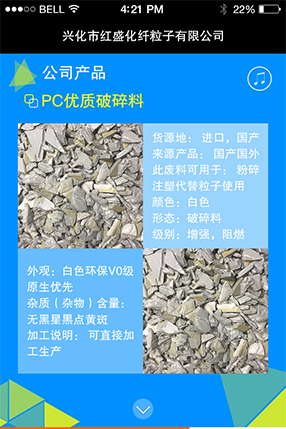 BELL 4:21 PM 22%
兴化市红盛化纤粒子有限公司
公司产品
PC优质破碎料
货源地： 进口，国产
来源产品： 国产国外
此废料可用于： 粉碎
注塑代替粒子使用
颜色：白色
形态：破碎料
级别：增强，阻燃
外观：白色环保V0级
原生优先
杂质（杂物）含量：
无黑星黑点黄斑
加工说明： 可直接加
工生产